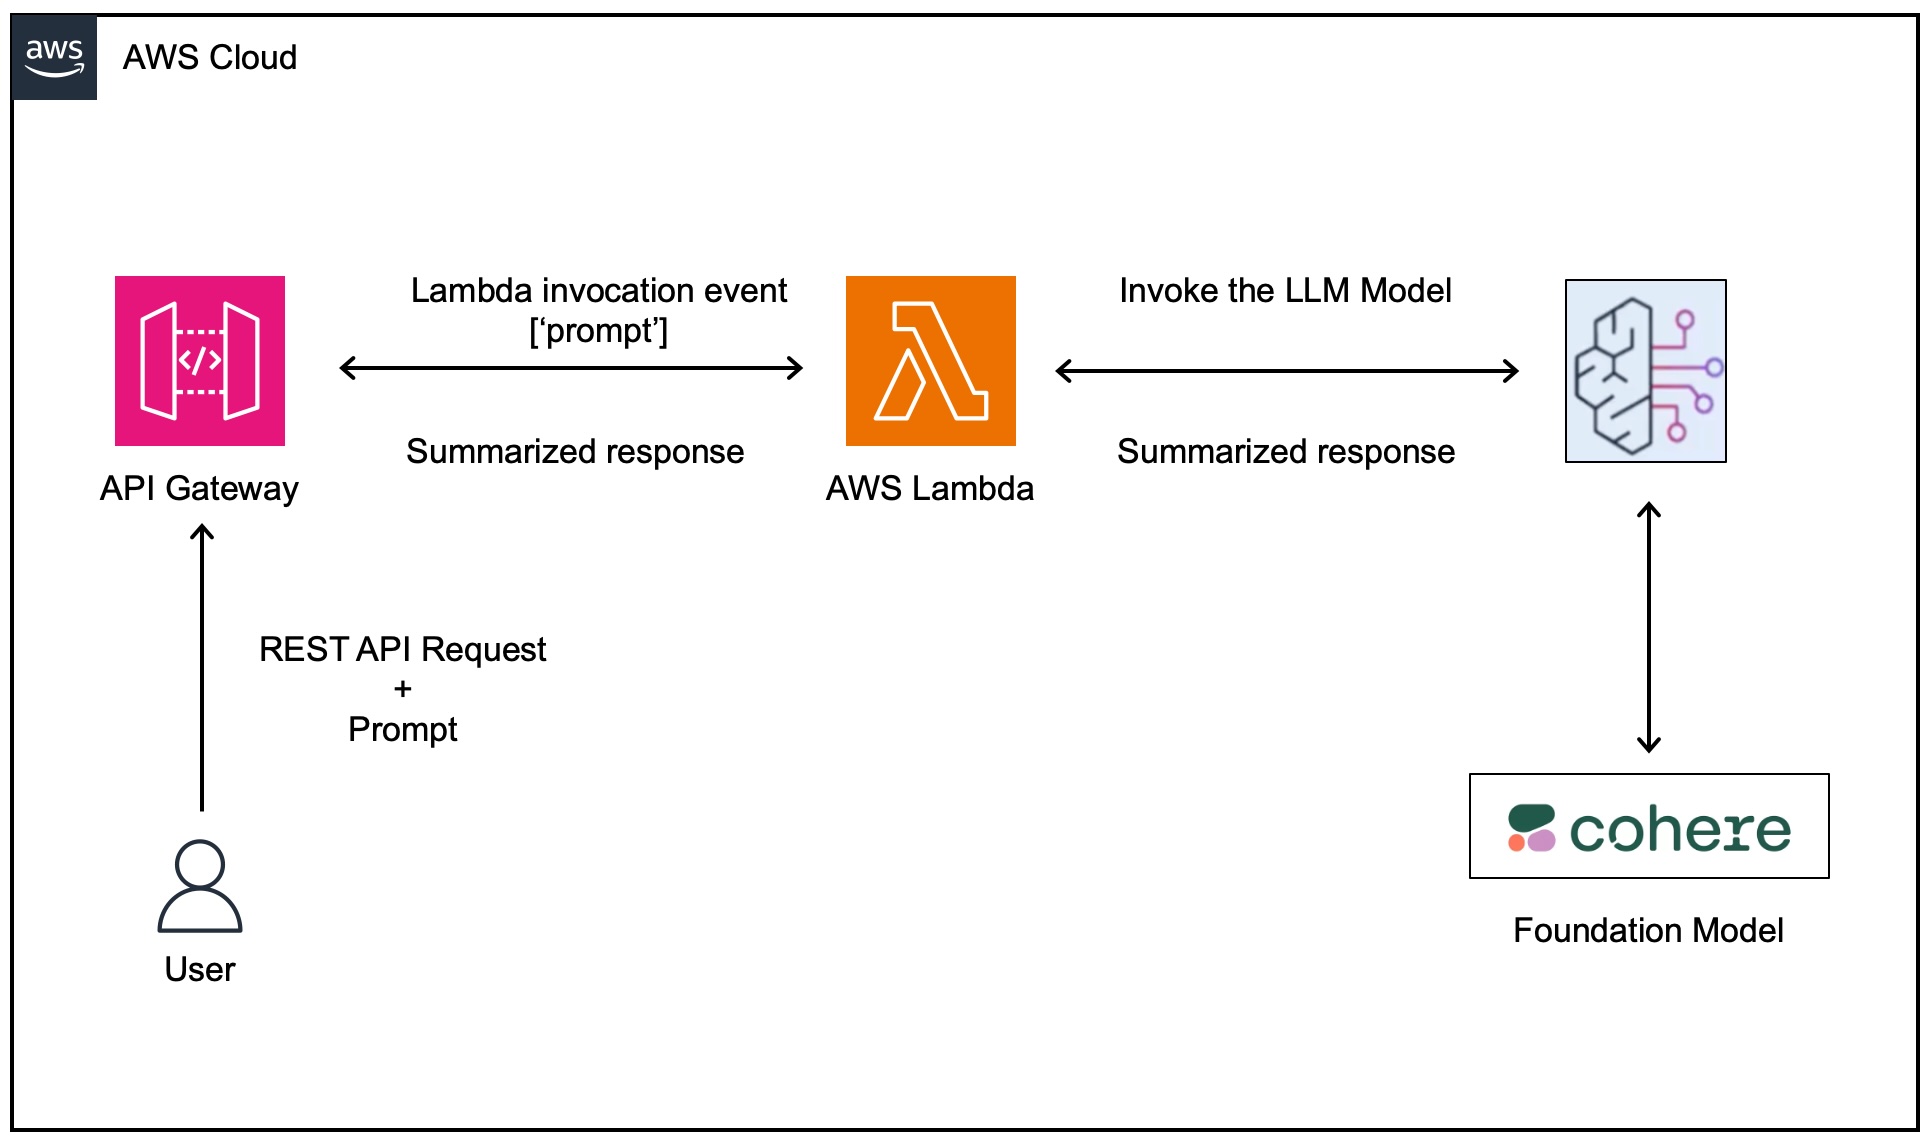 aws
AWS Cloud
Lambda invocation event
[‘prompt’]
Invoke the LLM Model
</>
Summarized response
Summarized response
API Gateway
AWS Lambda
REST API Request
+
Prompt
cohere
Foundation Model
User